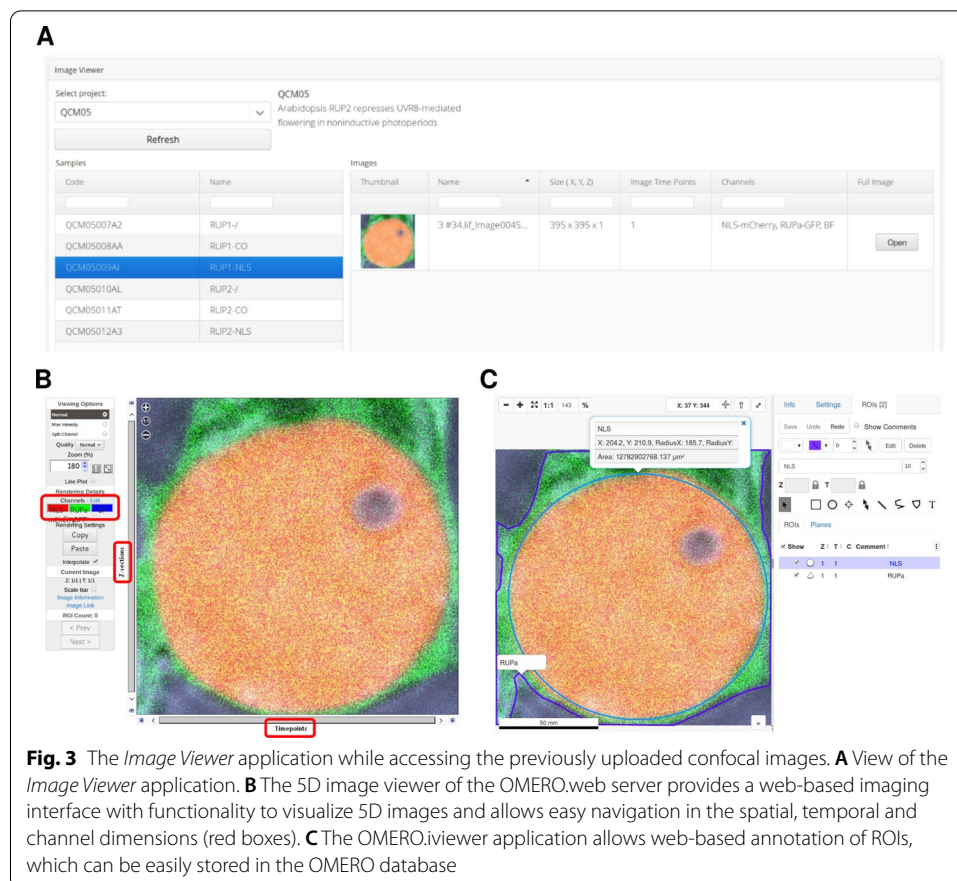 A
Image Viewer
Select project:
QCM05
QCM05
Arabidopsis RUP2 represses UVR8-mediated
flowering in noninductive photoperiods
Refresh
Samples
Images
Code Name
Thumbnail Name Size ( X, Y, Z) Image Time Points Channels Full Image
QCM05007A2 RUP1-/
QCM05008AA RUP1-CO
QCM05009AI RUP1-NLS
QCM05010AL RUP2-/
QCM05011AT RUP2-CO
QCM05012A3 RUP2-NLS
3 #34.lif_Image0045... 395 x 395 x 1 1 NLS-mCherry, RUPa-GFP, BF
Open
B
Viewing Options
Normal
Max Intensity
Split Channel
Quality Normal
Zoom (%)
180
1:1
Line Plot
Rendering Details
Channels - Edit
NLS- RUPa-
Rendering Settings
Copy
Paste
Interpolate
Current Image
Z: 1/1 | T: 1/1
Scale bar
Image Information
Image Link
ROI Count: 0
< Prev
Next >
Z-sections
Timepoints
C
1:1 143 % X: 37 Y: 344
NLS
X: 204.2, Y: 210.9, RadiusX: 185.7, RadiusY:
Area: 12782902768.137 µm²
RUPa
50 mm
»
Info Settings ROIs [2]
Save Undo Redo Show Comments
0 Edit Delete
NLS 10
Z T
T
ROIs Planes
Show Z T C Comment
1 1 NLS
1 1 RUPa
Fig. 3 The Image Viewer application while accessing the previously uploaded confocal images. A View of the
Image Viewer application. B The 5D image viewer of the OMERO.web server provides a web-based imaging
interface with functionality to visualize 5D images and allows easy navigation in the spatial, temporal and
channel dimensions (red boxes). C The OMERO.iviewer application allows web-based annotation of ROIs,
which can be easily stored in the OMERO database